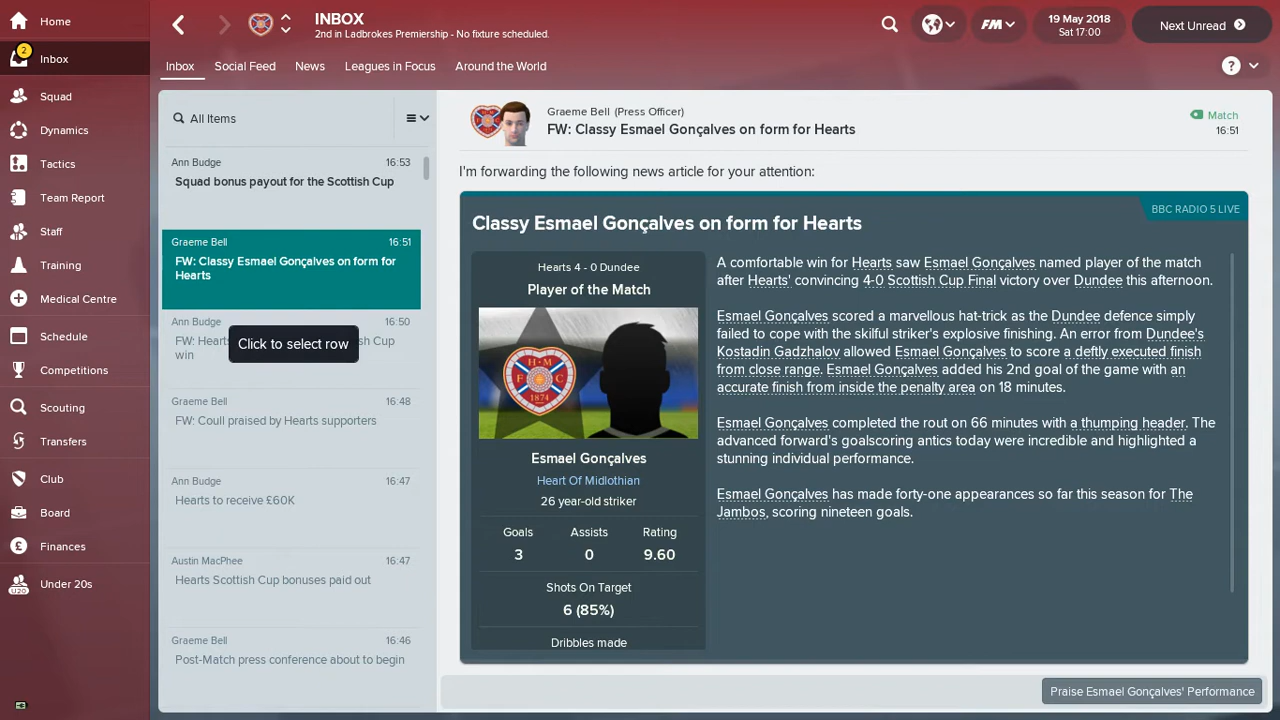 Home
2
Inbox
Squad
Dynamics
Tactics
Team Report
Staff
Training
Medical Centre
Schedule
Competitions
Scouting
Transfers
Club
Board
Finances
U20
Under 20s
INBOX
2nd in Ladbrokes Premiership - No fixture scheduled.
FM
19 May 2018
Sat 17:00
Next Unread
Inbox
Social Feed
News
Leagues in Focus
Around the World
?
All Items
Ann Budge 16:53
Squad bonus payout for the Scottish Cup
Graeme Bell 16:51
FW: Classy Esmael Gonçalves on form for
Hearts
Ann Budge 16:50
FW: Hearts Cup
win
Click to select row
Graeme Bell 16:48
FW: Coull praised by Hearts supporters
Ann Budge 16:47
Hearts to receive £60K
Austin MacPhee 16:47
Hearts Scottish Cup bonuses paid out
Graeme Bell 16:46
Post-Match press conference about to begin
Graeme Bell (Press Officer)
FW: Classy Esmael Gonçalves on form for Hearts
Match
16:51
I'm forwarding the following news article for your attention:
BBC RADIO 5 LIVE
Classy Esmael Gonçalves on form for Hearts
Hearts 4 - 0 Dundee
Player of the Match
H M
F C
1874
Esmael Gonçalves
Heart Of Midlothian
26 year-old striker
Goals Assists Rating
3 0 9.60
Shots On Target
6 (85%)
Dribbles made
A comfortable win for Hearts saw Esmael Gonçalves named player of the match
after Hearts' convincing 4-0 Scottish Cup Final victory over Dundee this afternoon.
Esmael Gonçalves scored a marvellous hat-trick as the Dundee defence simply
failed to cope with the skilful striker's explosive finishing. An error from Dundee's
Kostadin Gadzhalov allowed Esmael Gonçalves to score a deftly executed finish
from close range. Esmael Gonçalves added his 2nd goal of the game with an
accurate finish from inside the penalty area on 18 minutes.
Esmael Gonçalves completed the rout on 66 minutes with a thumping header. The
advanced forward's goalscoring antics today were incredible and highlighted a
stunning individual performance.
Esmael Gonçalves has made forty-one appearances so far this season for The
Jambos, scoring nineteen goals.
Praise Esmael Gonçalves' Performance